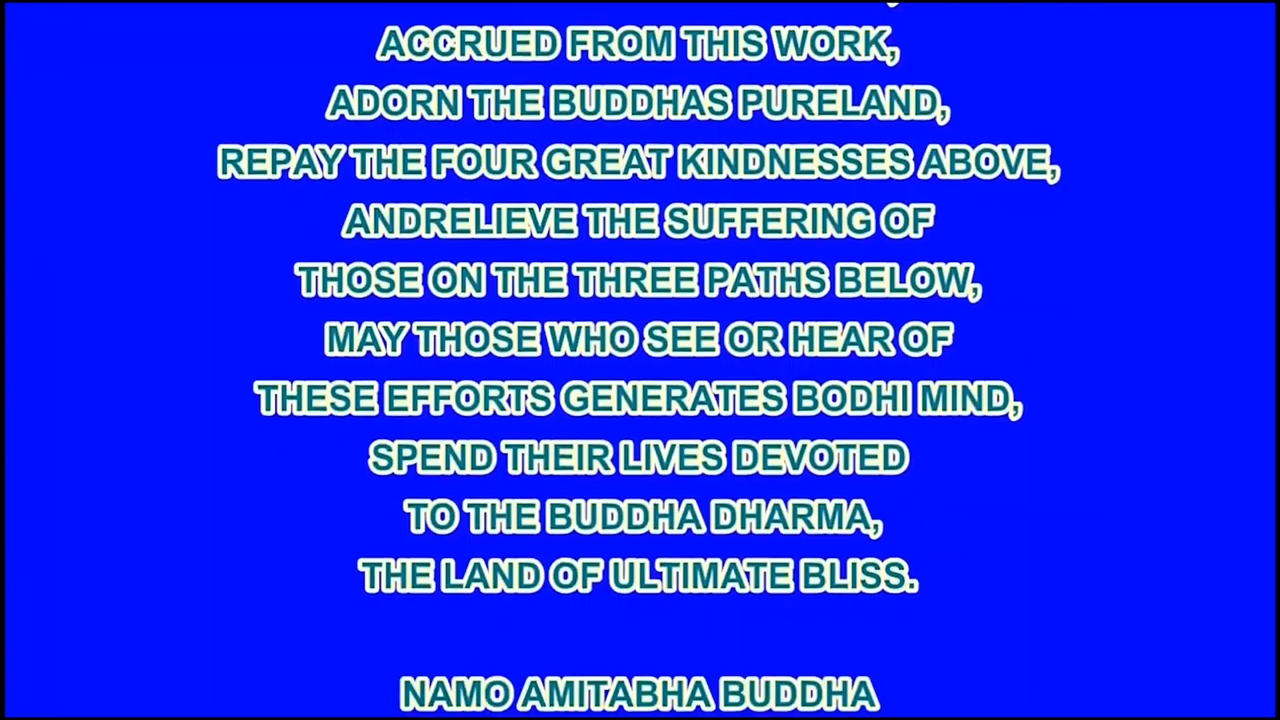 ACCRUED FROM THIS WORK,
ADORN THE BUDDHAS PURELAND,
REPAY THE FOUR GREAT KINDNESSES ABOVE,
ANDRELIEVE THE SUFFERING OF
THOSE ON THE THREE PATHS BELOW,
MAY THOSE WHO SEE OR HEAR OF
THESE EFFORTS GENERATES BODHI MIND,
SPEND THEIR LIVES DEVOTED
TO THE BUDDHA DHARMA,
THE LAND OF ULTIMATE BLISS.
NAMO AMITABHA BUDDHA